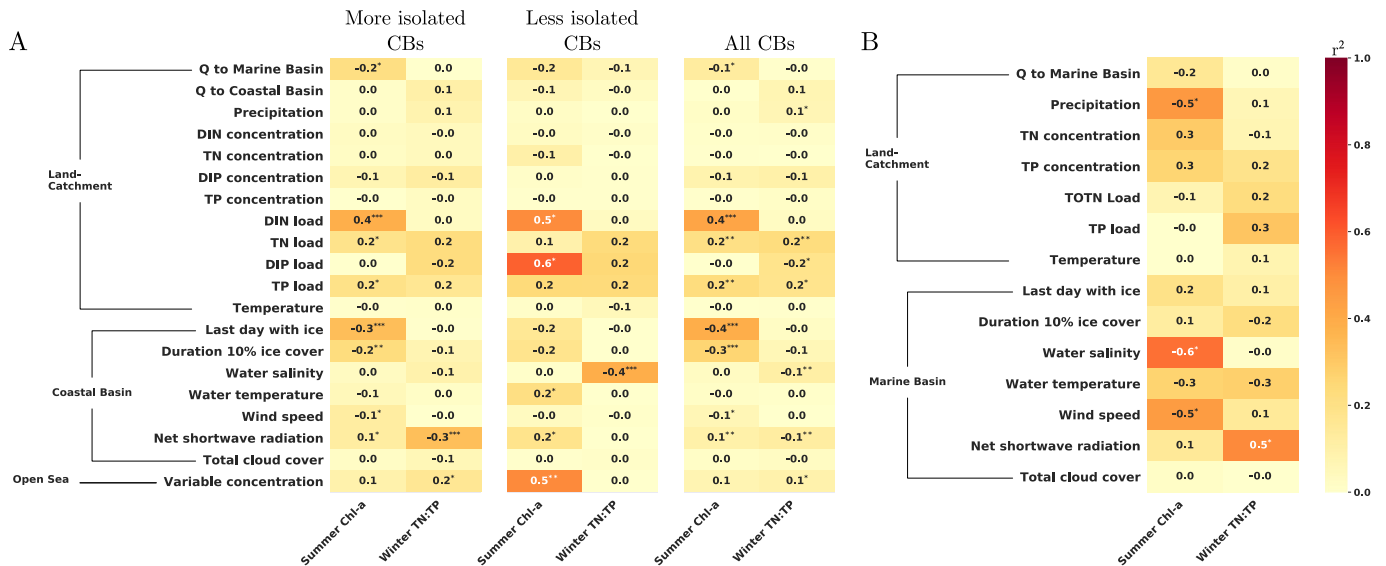 A
More isolated CBs
Less isolated CBs
All CBs
Land-Catchment
Q to Marine Basin -0.2* 0.0 -0.2 -0.1 -0.1* -0.0
Q to Coastal Basin 0.0 0.1 -0.1 -0.0 0.0 0.1
Precipitation 0.0 0.1 -0.1 0.0 0.0 0.1*
DIN concentration 0.0 -0.0 -0.0 -0.0 -0.0 -0.0
TN concentration 0.0 0.0 -0.1 -0.0 -0.0 -0.0
DIP concentration -0.1 -0.1 0.0 0.0 -0.1 -0.1
TP concentration -0.0 -0.0 0.0 0.0 -0.0 -0.0
DIN load 0.4*** 0.0 0.5* 0.0 0.4*** 0.0
TN load 0.2* 0.2 0.1 0.2 0.2** 0.2**
DIP load 0.0 -0.2 0.6* 0.2 -0.0 -0.2*
TP load 0.2* 0.2 0.2 0.2 0.2** 0.2*
Temperature -0.0 0.0 0.0 -0.1 -0.0 0.0
Coastal Basin
Last day with ice -0.3*** -0.0 -0.2 -0.0 -0.4*** -0.0
Duration 10% ice cover -0.2** -0.1 -0.2 0.0 -0.3*** -0.1
Water salinity 0.0 -0.1 0.0 -0.4*** 0.0 -0.1**
Water temperature -0.1 0.0 0.2* 0.0 -0.0 0.0
Wind speed -0.1* -0.0 -0.0 -0.0 -0.1* 0.0
Net shortwave radiation 0.1* -0.3*** 0.2* 0.0 0.1** -0.1**
Total cloud cover 0.0 -0.1 0.0 0.0 0.0 -0.0
Open Sea
Variable concentration 0.1 0.2* 0.5** 0.0 0.1 0.1*
Summer Chl-a Winter TN:TP Summer Chl-a Winter TN:TP Summer Chl-a Winter TN:TP
B
Land-Catchment
Q to Marine Basin -0.2 0.0
Precipitation -0.5* 0.1
TN concentration 0.3 -0.1
TP concentration 0.3 0.2
TOTN Load -0.1 0.2
TP load -0.0 0.3
Temperature 0.0 0.1
Marine Basin
Last day with ice 0.2 0.1
Duration 10% ice cover 0.1 -0.2
Water salinity -0.6* -0.0
Water temperature -0.3 -0.3
Wind speed -0.5* 0.1
Net shortwave radiation 0.1 0.5*
Total cloud cover 0.0 -0.0
Summer Chl-a Winter TN:TP
r²
1.0
0.8
0.6
0.4
0.2
0.0